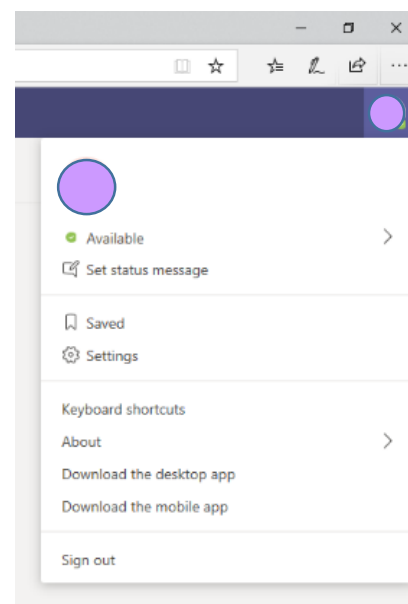 Available
Set status message
Saved
Settings
Keyboard shortcuts
About
Download the desktop app
Download the mobile app
Sign out